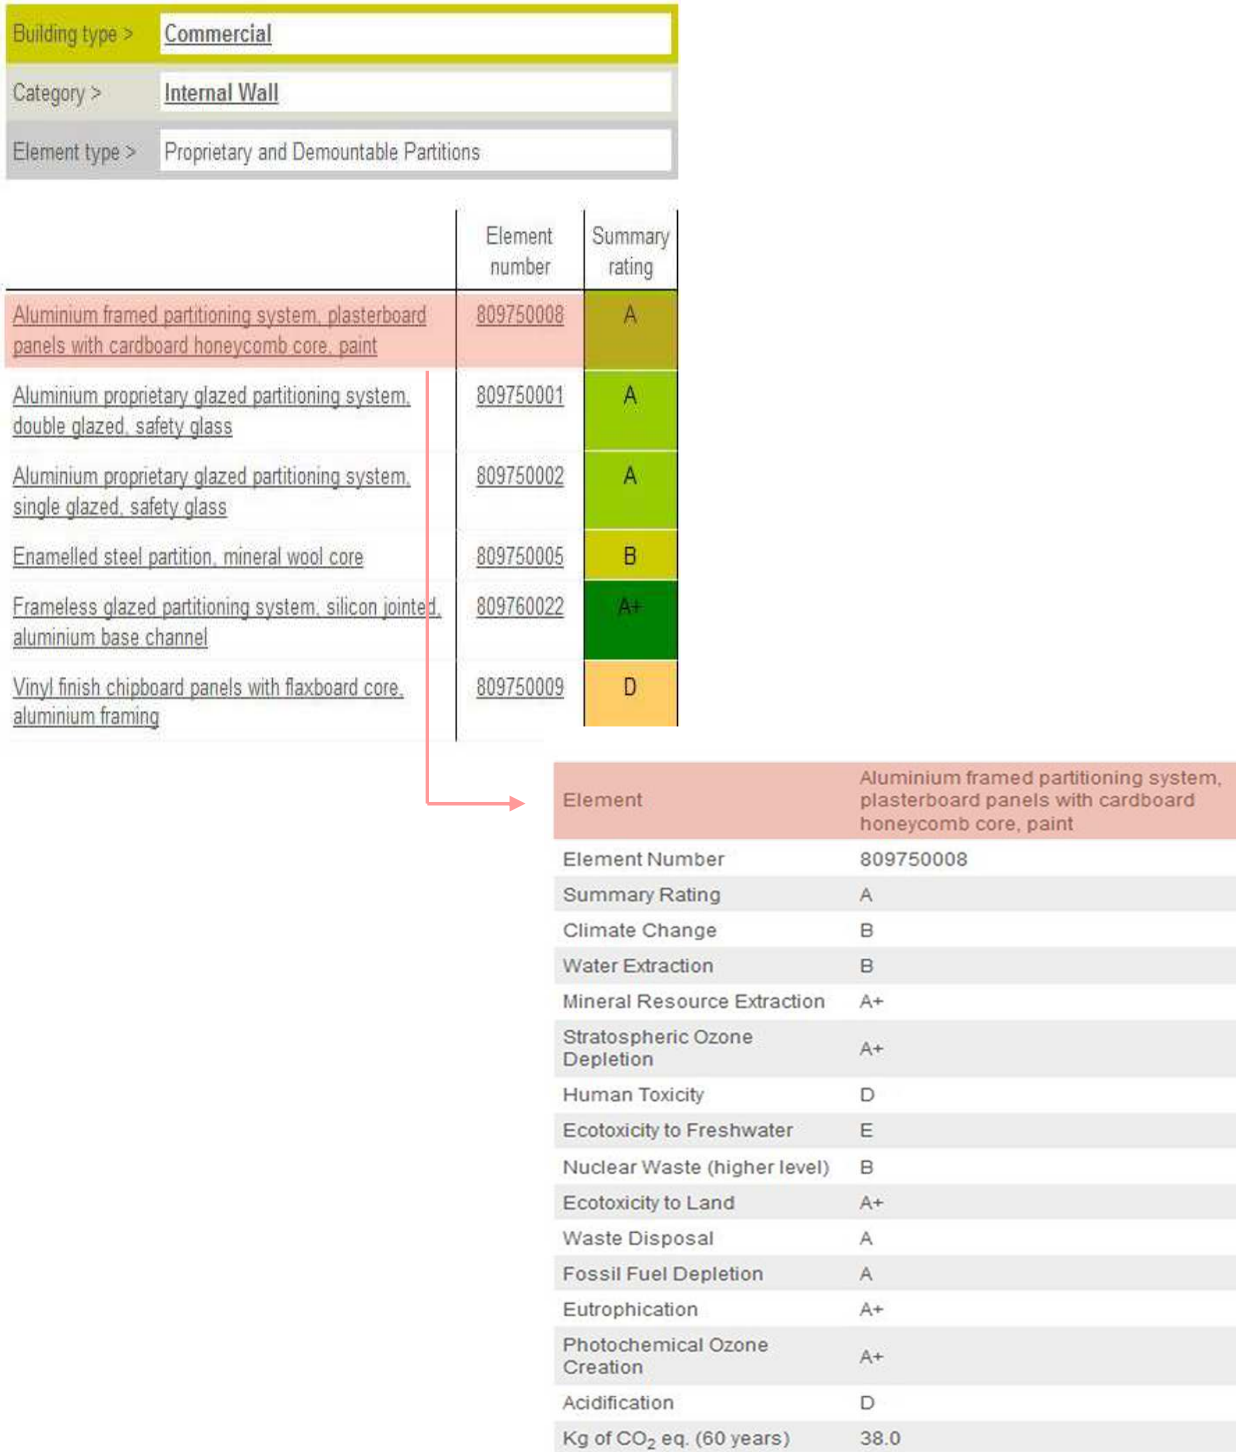 Building type > Commercial
Category > Internal Wall
Element type > Proprietary and Demountable Partitions
Element Summary
number rating
Aluminium framed partitioning system, plasterboard 809750008 A
panels with cardboard honeycomb core, paint
Aluminium proprietary glazed partitioning system, 809750001 A
double glazed, safety glass
Aluminium proprietary glazed partitioning system, 809750002 A
single glazed, safety glass
Enamelled steel partition, mineral wool core 809750005 B
Frameless glazed partitioning system, silicon jointed, 809760022 A+
aluminium base channel
Vinyl finish chipboard panels with flaxboard core, 809750009 D
aluminium framing
Aluminium framed partitioning system,
Element plasterboard panels with cardboard
honeycomb core, paint
Element Number 809750008
Summary Rating A
Climate Change B
Water Extraction B
Mineral Resource Extraction A+
Stratospheric Ozone
Depletion A+
Human Toxicity D
Ecotoxicity to Freshwater E
Nuclear Waste (higher level) B
Ecotoxicity to Land A+
Waste Disposal A
Fossil Fuel Depletion A
Eutrophication A+
Photochemical Ozone
Creation A+
Acidification D
Kg of CO₂ eq. (60 years) 38.0